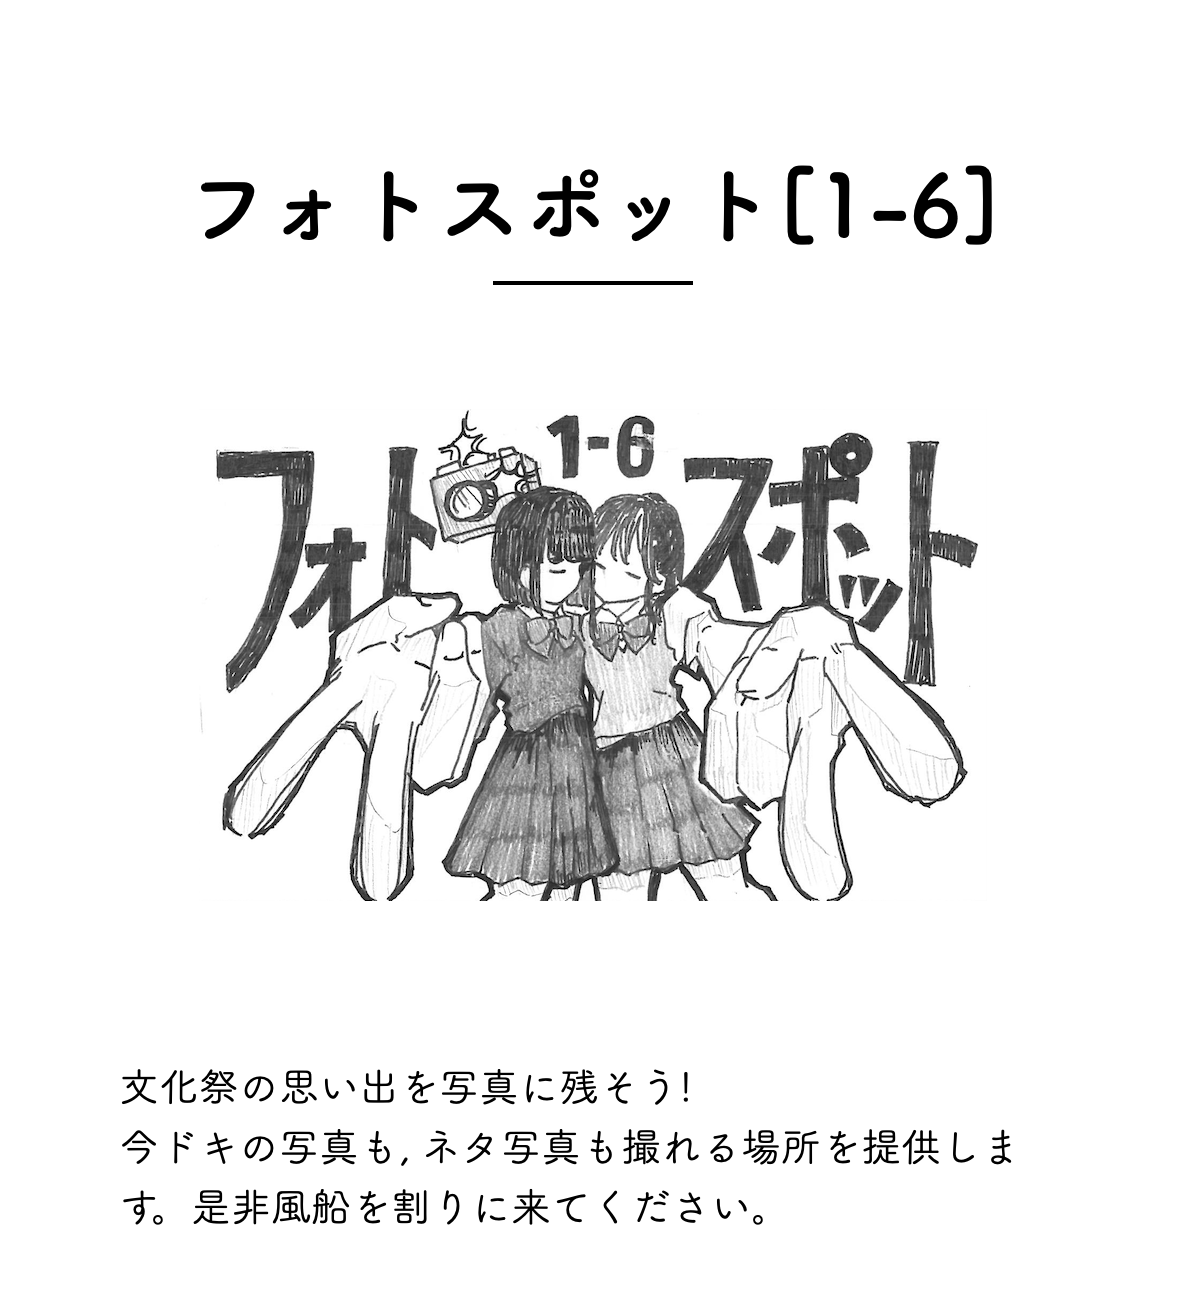 フォトスポット[1-6]
1-6
フォト
スポット
文化祭の思い出を写真に残そう!
今ドキの写真も, ネタ写真も撮れる場所を提供しま
す。是非風船を割りに来てください。